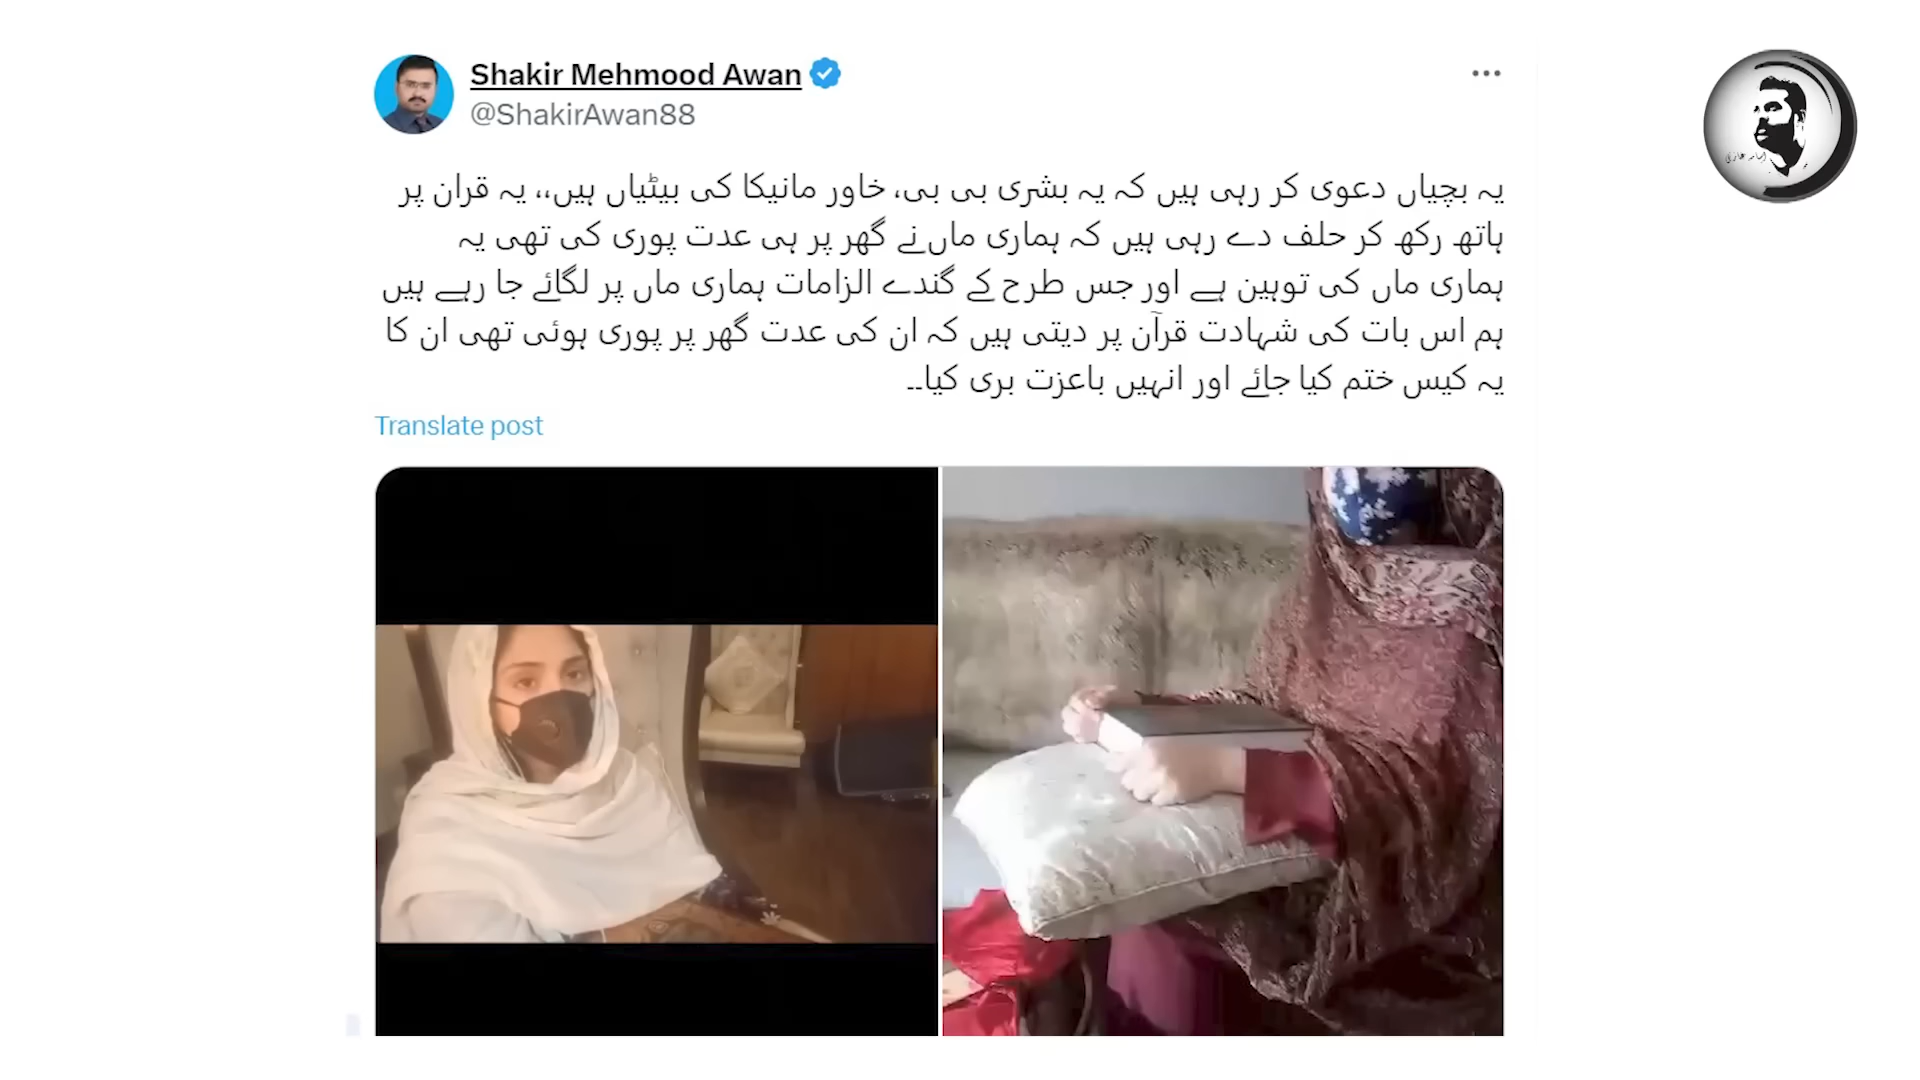 Shakir Mehmood Awan
@ShakirAwan88
یہ بچیاں دعوی کر رہی ہیں کہ یہ بشری بی بی، خاور مانیکا کی بیٹیاں ہیں،، یہ قران پر
ہاتھ رکھ کر حلف دے رہی ہیں کہ ہماری ماں نے گھر پر ہی عدت پوری کی تھی یہ
ہماری ماں کی توہین ہے اور جس طرح کے گندے الزامات ہماری ماں پر لگائے جا رہے ہیں
ہم اس بات کی شہادت قرآن پر دیتی ہیں کہ ان کی عدت گھر پر پوری ہوئی تھی ان کا
یہ کیس ختم کیا جائے اور انہیں باعزت بری کیا۔۔
Translate post